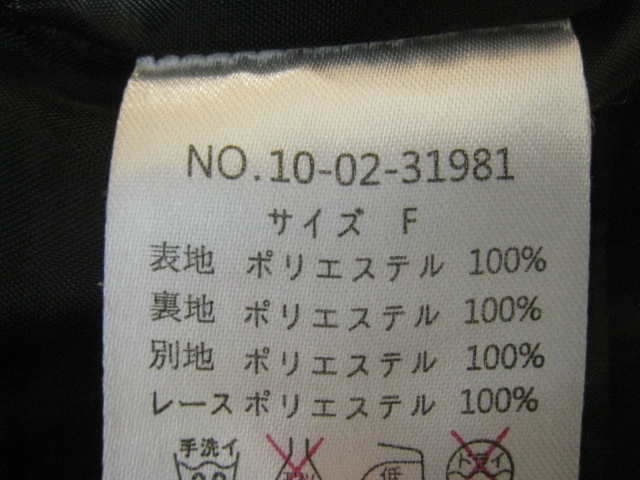 NO.10-02-31981
サイズ F
表地 ポリエステル 100%
裏地 ポリエステル 100%
別地 ポリエステル 100%
レース ポリエステル 100%
手洗イ
低
ドライ